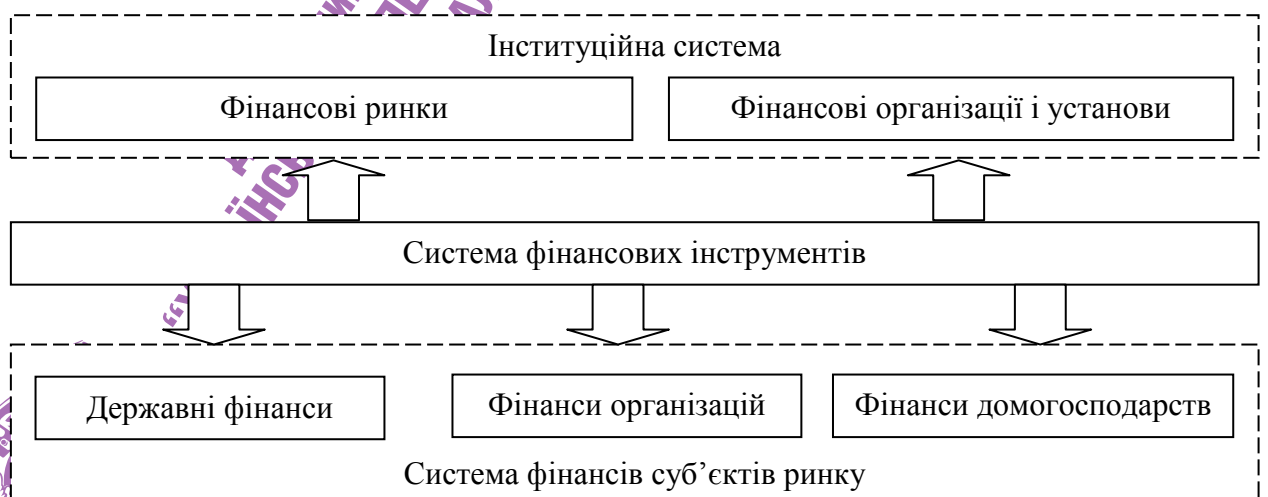 Інституційна система
Фінансові ринки
Фінансові організації і установи
Система фінансових інструментів
Державні фінанси
Фінанси організацій
Фінанси домогосподарств
Система фінансів суб’єктів ринку